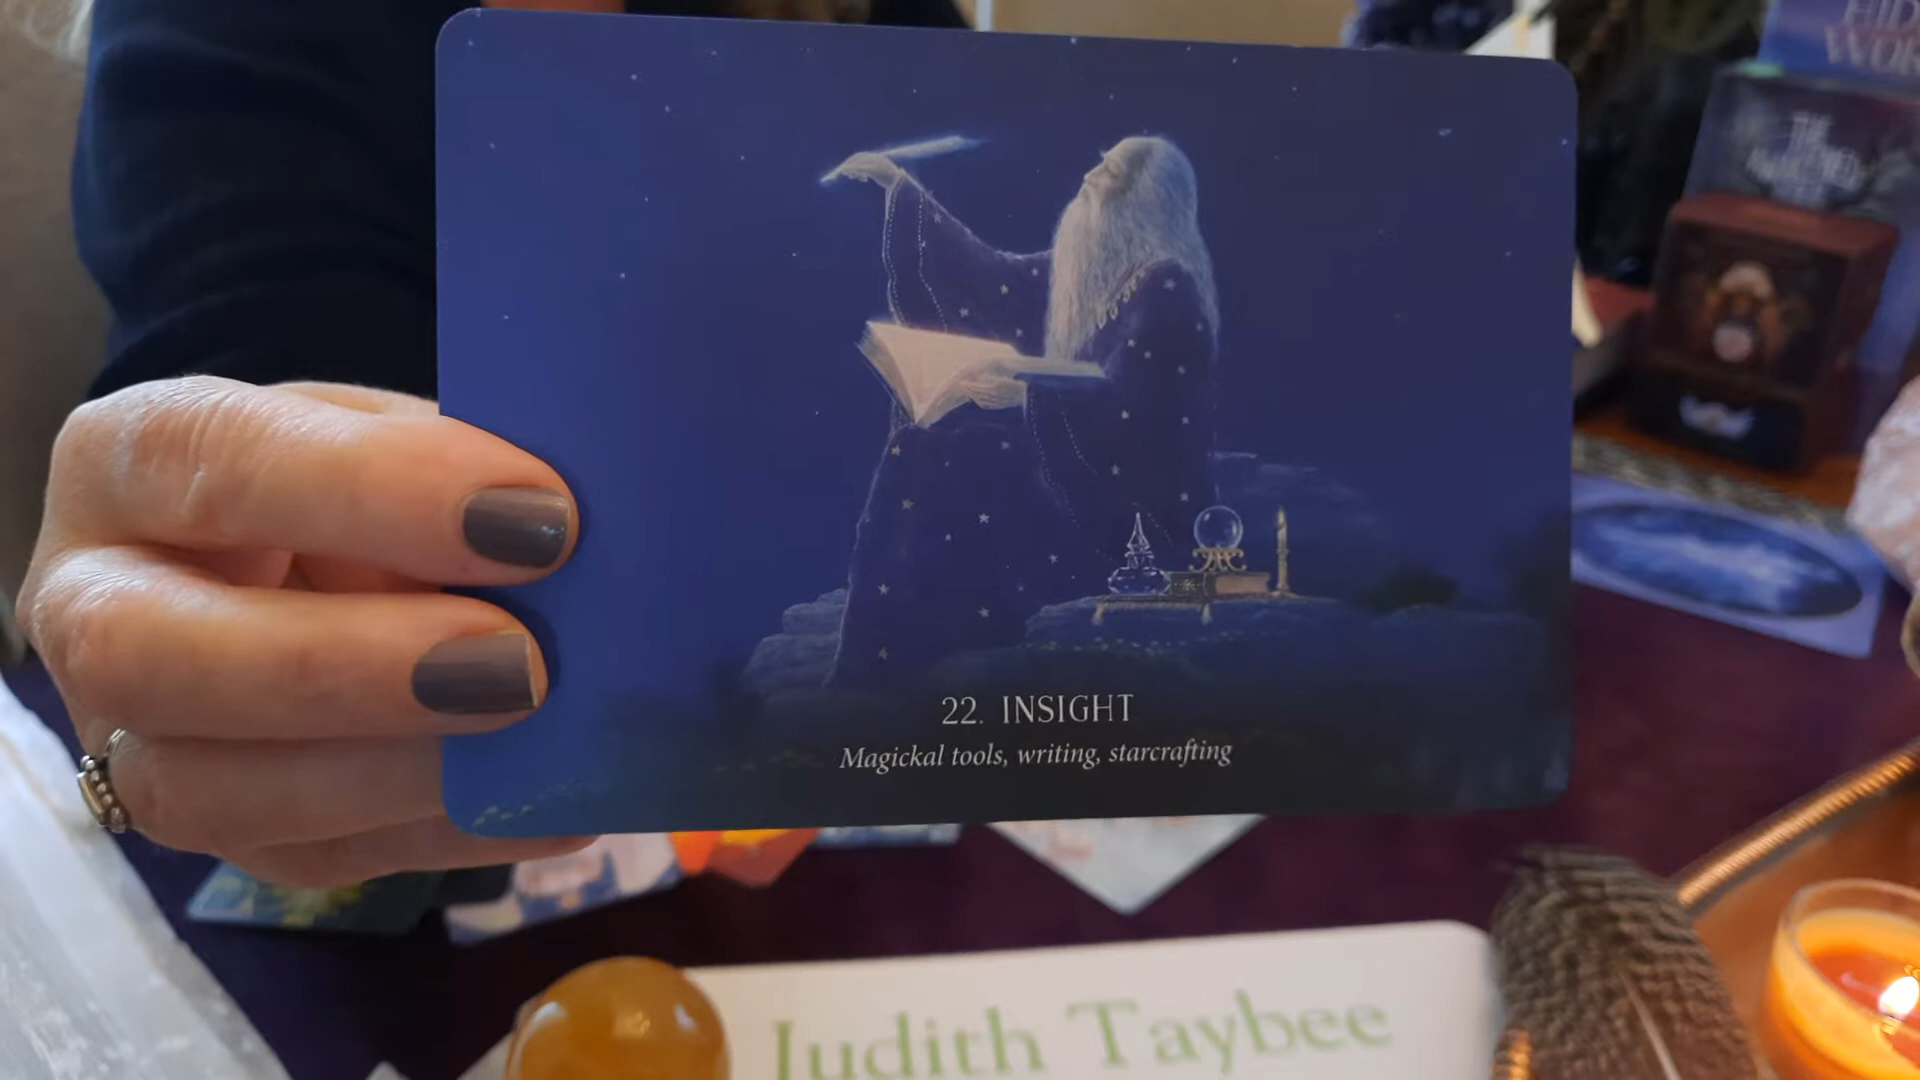 22. INSIGHT
Magickal tools, writing, starcrafting
Judith Taybee